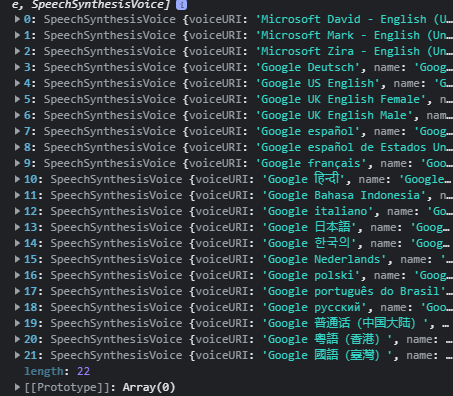 e, SpeechSynthesisVoice] i
0: SpeechSynthesisVoice {voiceURI: 'Microsoft David - English (U
1: SpeechSynthesisVoice {voiceURI: 'Microsoft Mark - English (Un
2: SpeechSynthesisVoice {voiceURI: 'Microsoft Zira - English (Un
3: SpeechSynthesisVoice {voiceURI: 'Google Deutsch', name: 'Goog
4: SpeechSynthesisVoice {voiceURI: 'Google US English', name: 'G
5: SpeechSynthesisVoice {voiceURI: 'Google UK English Female', n
6: SpeechSynthesisVoice {voiceURI: 'Google UK English Male', nam
7: SpeechSynthesisVoice {voiceURI: 'Google español', name: 'Goog
8: SpeechSynthesisVoice {voiceURI: 'Google español de Estados Un
9: SpeechSynthesisVoice {voiceURI: 'Google français', name: 'Goo
10: SpeechSynthesisVoice {voiceURI: 'Google हिन्दी', name: 'Google
11: SpeechSynthesisVoice {voiceURI: 'Google Bahasa Indonesia', n
12: SpeechSynthesisVoice {voiceURI: 'Google italiano', name: 'Go
13: SpeechSynthesisVoice {voiceURI: 'Google 日本語', name: 'Goog
14: SpeechSynthesisVoice {voiceURI: 'Google 한국의', name: 'Goog
15: SpeechSynthesisVoice {voiceURI: 'Google Nederlands', name: '
16: SpeechSynthesisVoice {voiceURI: 'Google polski', name: 'Goog
17: SpeechSynthesisVoice {voiceURI: 'Google português do Brasil'
18: SpeechSynthesisVoice {voiceURI: 'Google русский', name: 'Goo
19: SpeechSynthesisVoice {voiceURI: 'Google 普通话（中国大陆）', n
20: SpeechSynthesisVoice {voiceURI: 'Google 粤語（香港）', name:
21: SpeechSynthesisVoice {voiceURI: 'Google 國語（臺灣）', name:
length: 22
[[Prototype]]: Array(0)